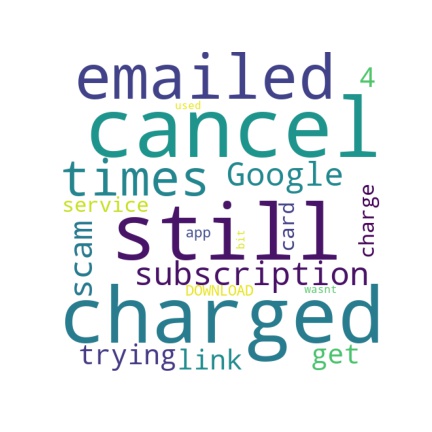 emailed 4
used
cancel
times Google
service
charge
still
scam
app
bit
card
subscription
DOWNLOAD wasnt
charged
trying link get